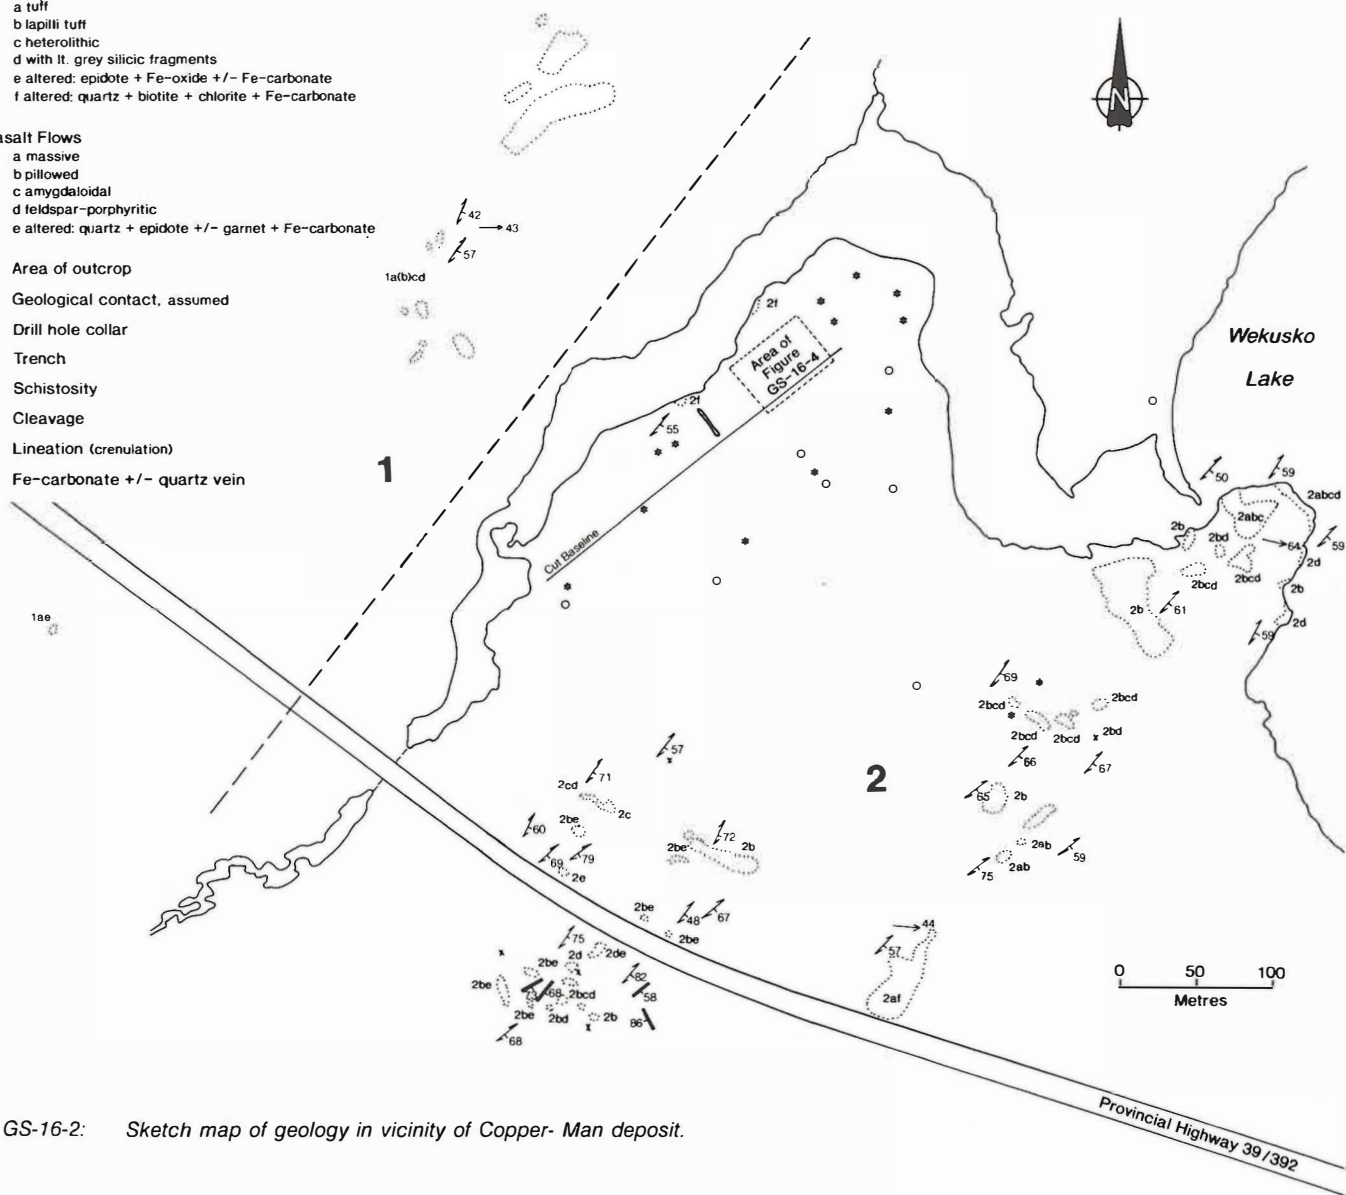 a tuff
b lapilli tuff
c heterolithic
d with lt. grey silicic fragments
e altered: epidote + Fe-oxide +/- Fe-carbonate
f altered: quartz + biotite + chlorite + Fe-carbonate
asalt Flows
a massive
b pillowed
c amygdaloidal
d feldspar-porphyritic
e altered: quartz + epidote +/- garnet + Fe-carbonate
Area of outcrop
Geological contact, assumed
Drill hole collar
Trench
Schistosity
Cleavage
Lineation (crenulation)
Fe-carbonate +/- quartz vein
N
42
43
57
1a(b)cd
1
1ae
2f
Area of
Figure
GS-16-4
2f
55
Cut Baseline
Wekusko
Lake
50
59
2abcd
2abc
2b
2bd
64
59
2d
2bcd
2bcd
2b
2b
61
2d
59
69
2bcd
2bcd
2bcd
2bcd
2bd
66
67
2
65
2b
2ab
59
2ab
75
57
71
2cd
2c
60
2be
69
79
2e
72
2be
2b
2be
48
67
2be
75
2be
2d
2de
2be
82
73
68
2bcd
58
2be
2bd
2b
86
68
44
57
2af
0 50 100
Metres
Provincial Highway 39/392
GS-16-2: Sketch map of geology in vicinity of Copper- Man deposit.